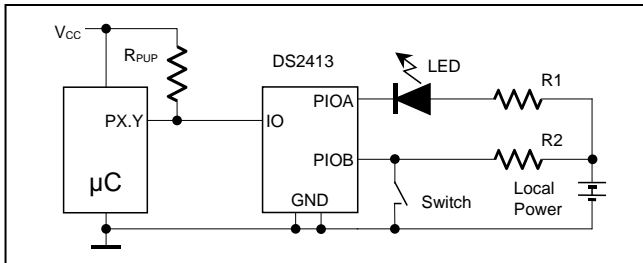 VCC
RPUP
DS2413
LED
R1
PX.Y
IO
PIOA
PIOB
R2
µC
GND
Switch
Local
Power